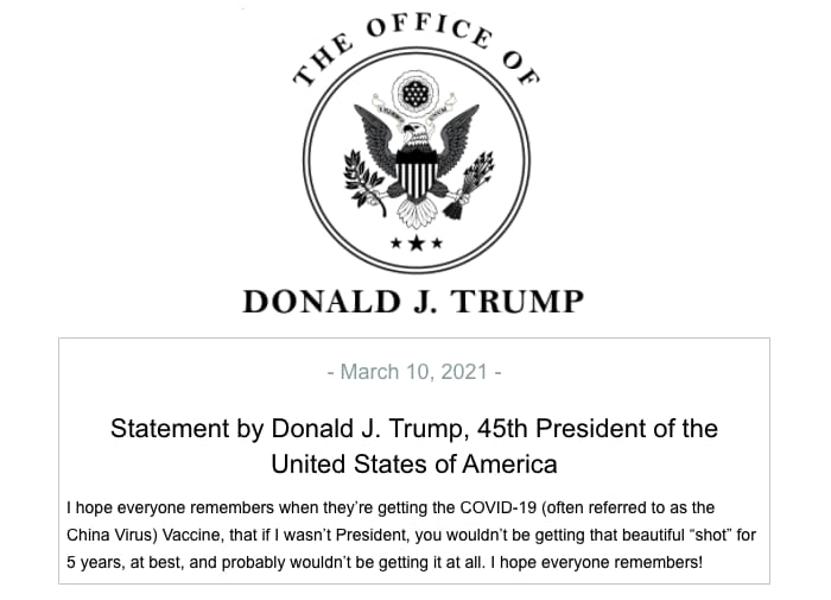 THE OFFICE OF
DONALD J. TRUMP
- March 10, 2021 -
Statement by Donald J. Trump, 45th President of the
United States of America
I hope everyone remembers when they’re getting the COVID-19 (often referred to as the
China Virus) Vaccine, that if I wasn’t President, you wouldn’t be getting that beautiful “shot” for
5 years, at best, and probably wouldn’t be getting it at all. I hope everyone remembers!